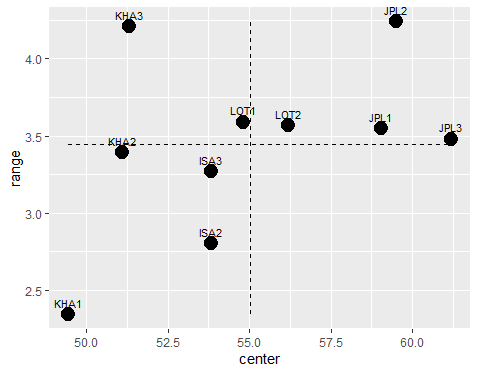 KHA3
JPL2
4.0
LOT1
LOT2
JPL1
JPL3
3.5
KHA2
ISA3
range
3.0
ISA2
2.5
KHA1
50.0 52.5 55.0 57.5 60.0
center